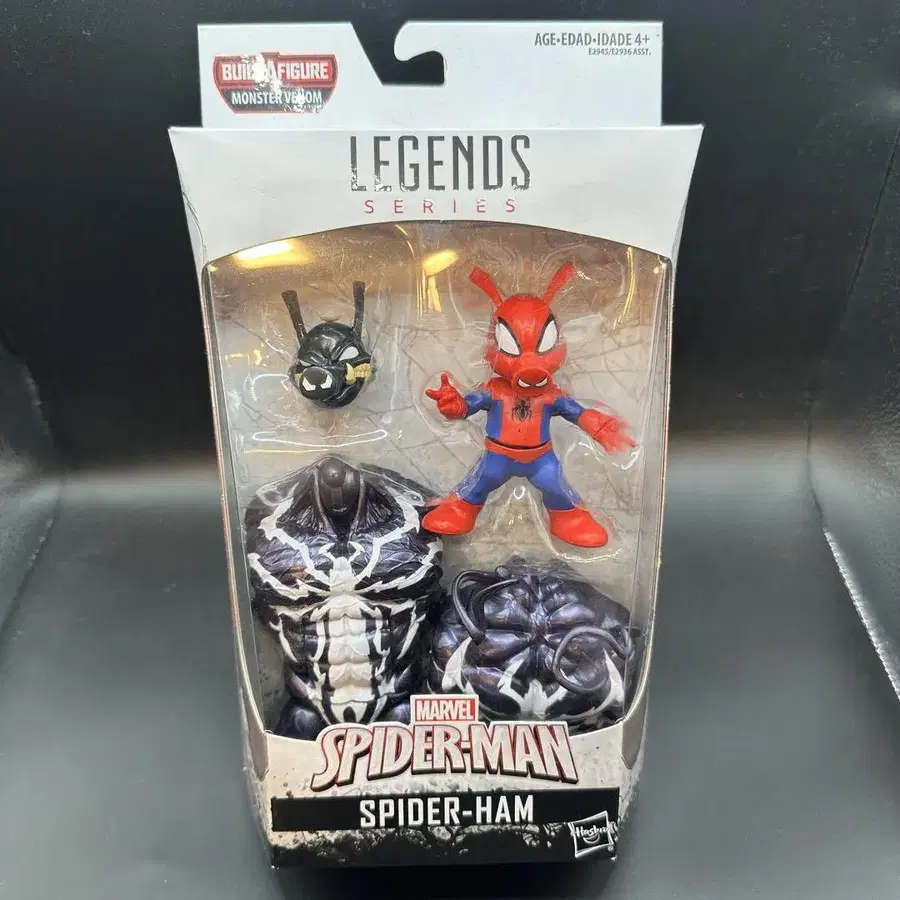 AGE•EDAD•IDADE 4+
E2945/E2936 ASST.
BUILD A FIGURE
MONSTER VENOM
LEGENDS
SERIES
MARVEL
SPIDER-MAN
SPIDER-HAM
Hasbro